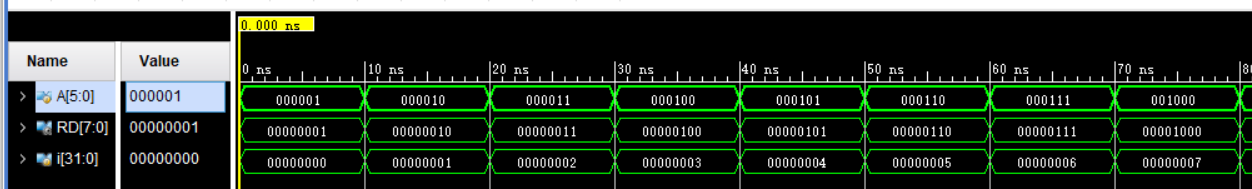 0.000 ns
Name Value
0 ns 10 ns 20 ns 30 ns 40 ns 50 ns 60 ns 70 ns 80
A[5:0] 000001 000001 000010 000011 000100 000101 000110 000111 001000
RD[7:0] 00000001 00000001 00000010 00000011 00000100 00000101 00000110 00000111 00001000
i[31:0] 00000000 00000000 00000001 00000002 00000003 00000004 00000005 00000006 00000007